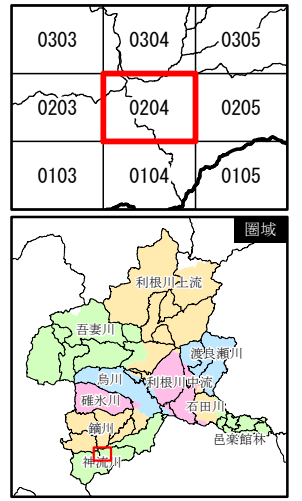 0303 0304 0305
0203 0204 0205
0103 0104 0105
圏域
利根川上流
吾妻川
渡良瀬川
烏川
利根川中流
碓氷川
石田川
鏑川
邑楽館林
神流川